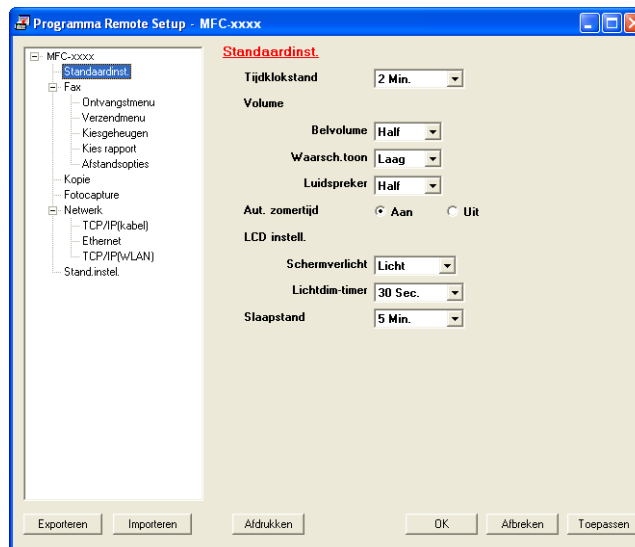 Programma Remote Setup - MFC-xxxx
MFC-xxxx
Standaardinst.
Fax
Ontvangstmenu
Verzendmenu
Kiesgeheugen
Kies rapport
Afstandsopties
Kopie
Fotocapture
Netwerk
TCP/IP(kabel)
Ethernet
TCP/IP(WLAN)
Stand.instel.
Standaardinst.
Tijdklokstand 2 Min.
Volume
Belvolume Half
Waarsch.toon Laag
Luidspreker Half
Aut. zomertijd Aan Uit
LCD instell.
Schermverlicht Licht
Lichtdim-timer 30 Sec.
Slaapstand 5 Min.
Exporteren Importeren Afdrukken OK Afbreken Toepassen